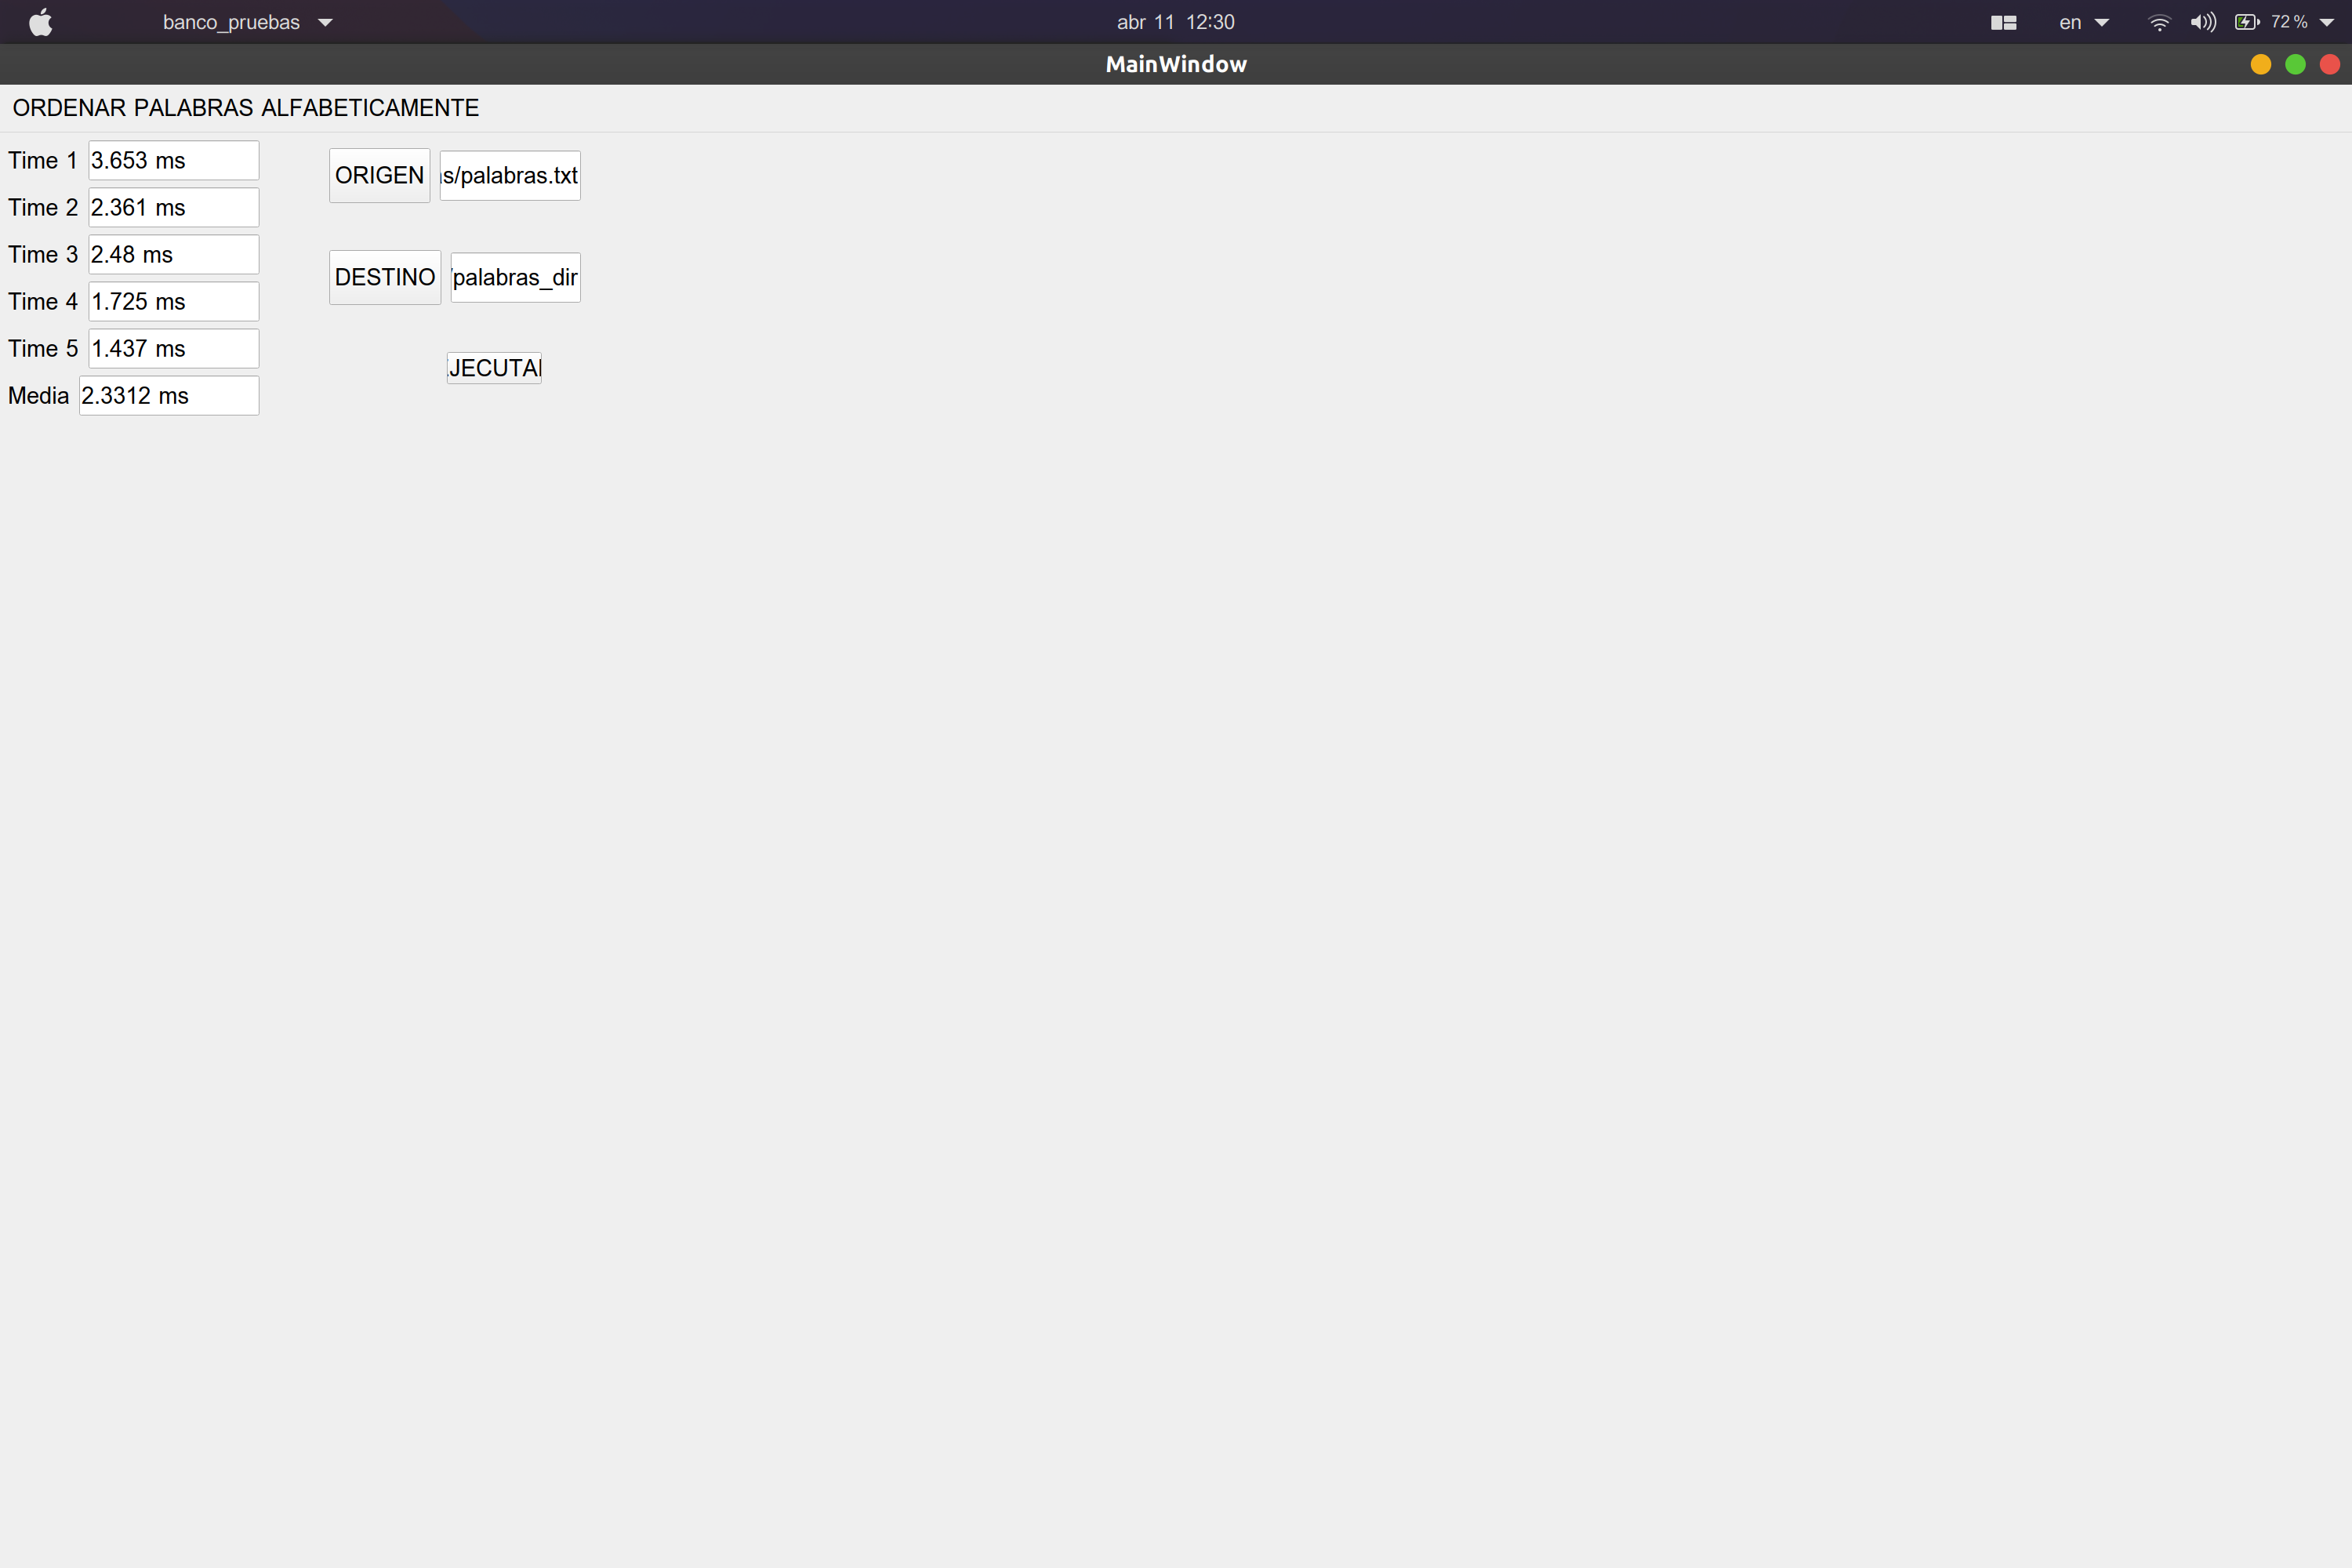 banco_pruebas
abr 11 12:30
en
72 %
MainWindow
ORDENAR PALABRAS ALFABETICAMENTE
Time 1 3.653 ms
Time 2 2.361 ms
Time 3 2.48 ms
Time 4 1.725 ms
Time 5 1.437 ms
Media 2.3312 ms
ORIGEN s/palabras.txt
DESTINO /palabras_dir
JECUTA